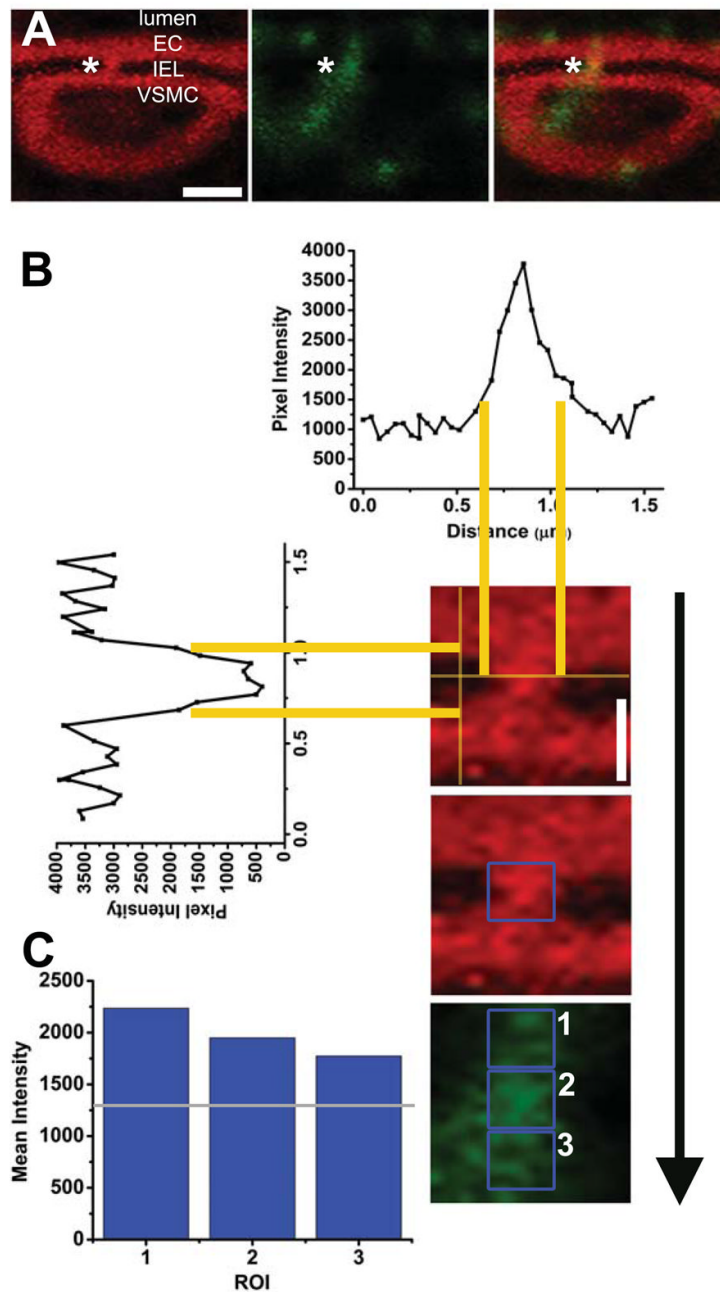 A
lumen
EC
* IEL
VSMC
*
*
B
4000
3500
3000
2500
2000
1500
1000
500
0
Pixel Intensity
0.0 0.5 1.0 1.5
Distance (μm)
1.5
1.0
0.5
0.0
4000 3500 3000 2500 2000 1500 1000 500 0
Pixel Intensity
C
2500
2000
1500
1250
500
0
Mean Intensity
1 2 3
ROI
1
2
3